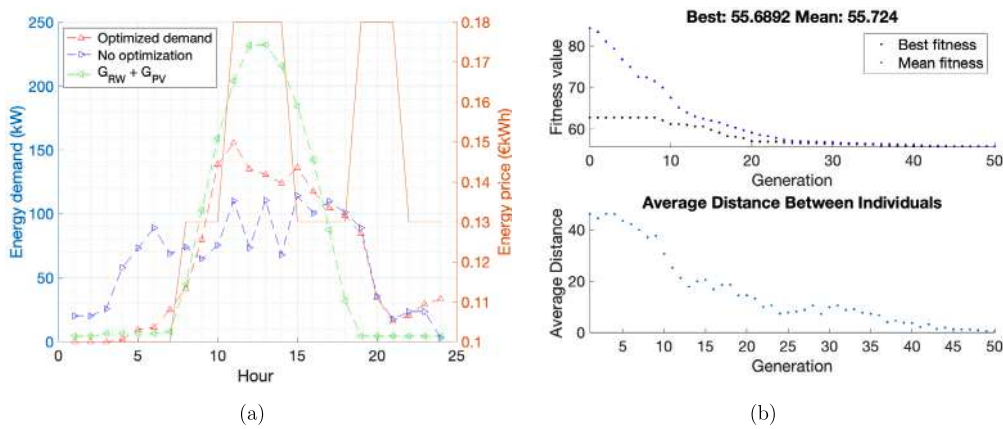 Optimized demand
No optimization
G_RW + G_PV
Energy demand (kW)
250
200
150
100
50
0
0 5 10 15 20 25
Hour
Energy price (€kWh)
0.18
0.17
0.16
0.15
0.14
0.13
0.12
0.11
0.1
(a)
Best: 55.6892 Mean: 55.724
Best fitness
Mean fitness
Fitness value
80
70
60
0 10 20 30 40 50
Generation
Average Distance Between Individuals
Average Distance
40
20
0
5 10 15 20 25 30 35 40 45 50
Generation
(b)